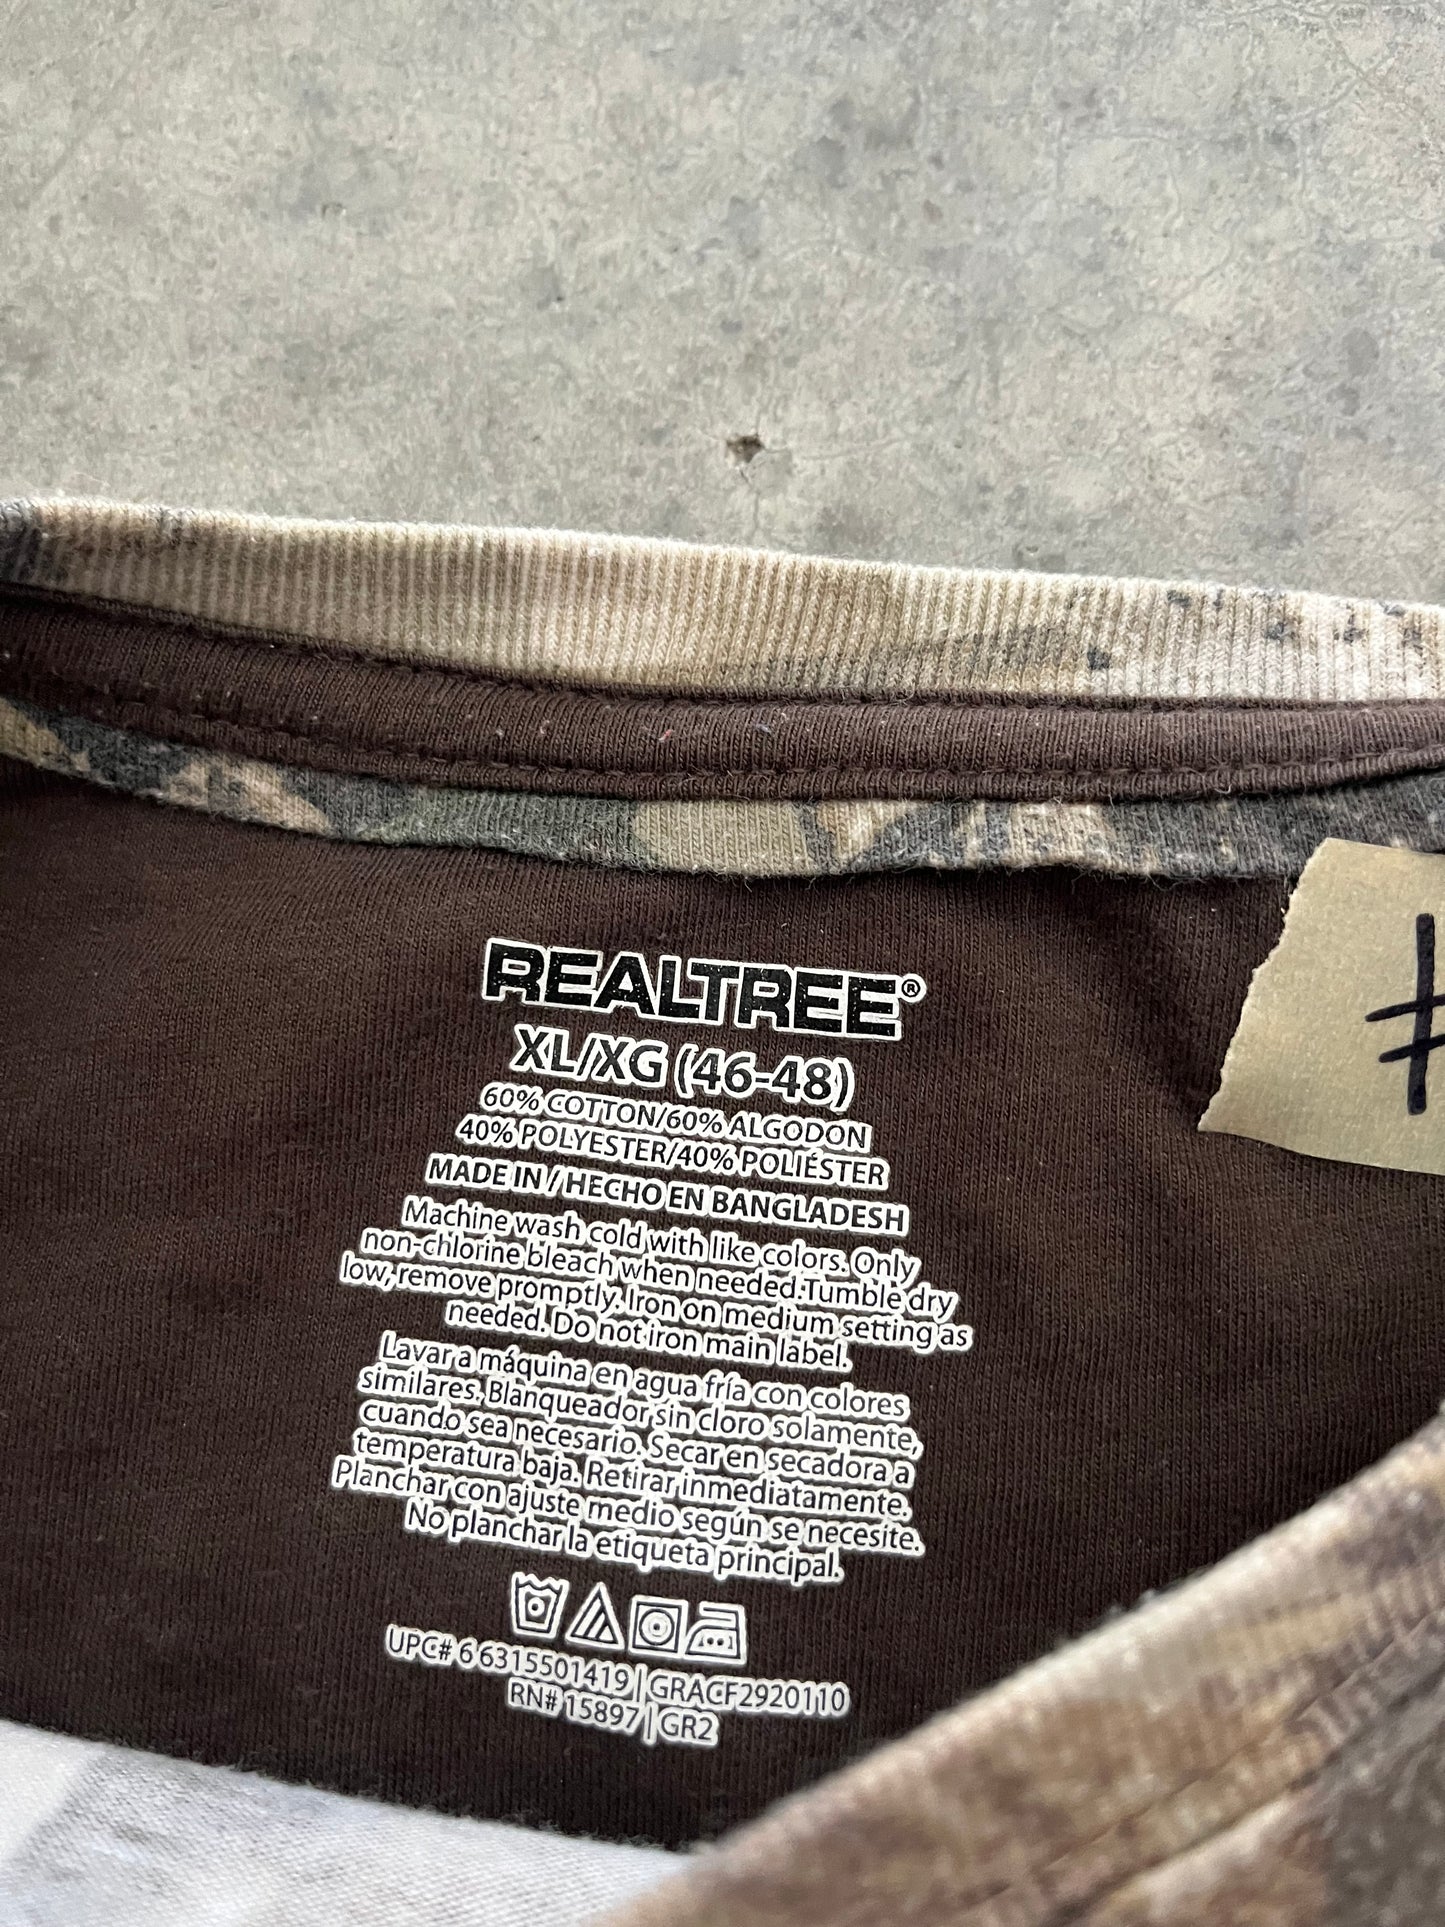 REALTREE®
XL/XG (46-48)
60% COTTON/60% ALGODON
40% POLYESTER/40% POLIÉSTER
MADE IN / HECHO EN BANGLADESH
Machine wash cold with like colors. Only
non-chlorine bleach when needed. Tumble dry
low, remove promptly. Iron on medium setting as
needed. Do not iron main label.
Lavar a máquina en agua fría con colores
similares. Blanqueador sin cloro solamente,
cuando sea necesario. Secar en secadora a
temperatura baja. Retirar inmediatamente.
Planchar con ajuste medio según se necesite.
No planchar la etiqueta principal.
UPC# 6 6315501419 | GRACF2920110
RN# 15897 | GR2
#